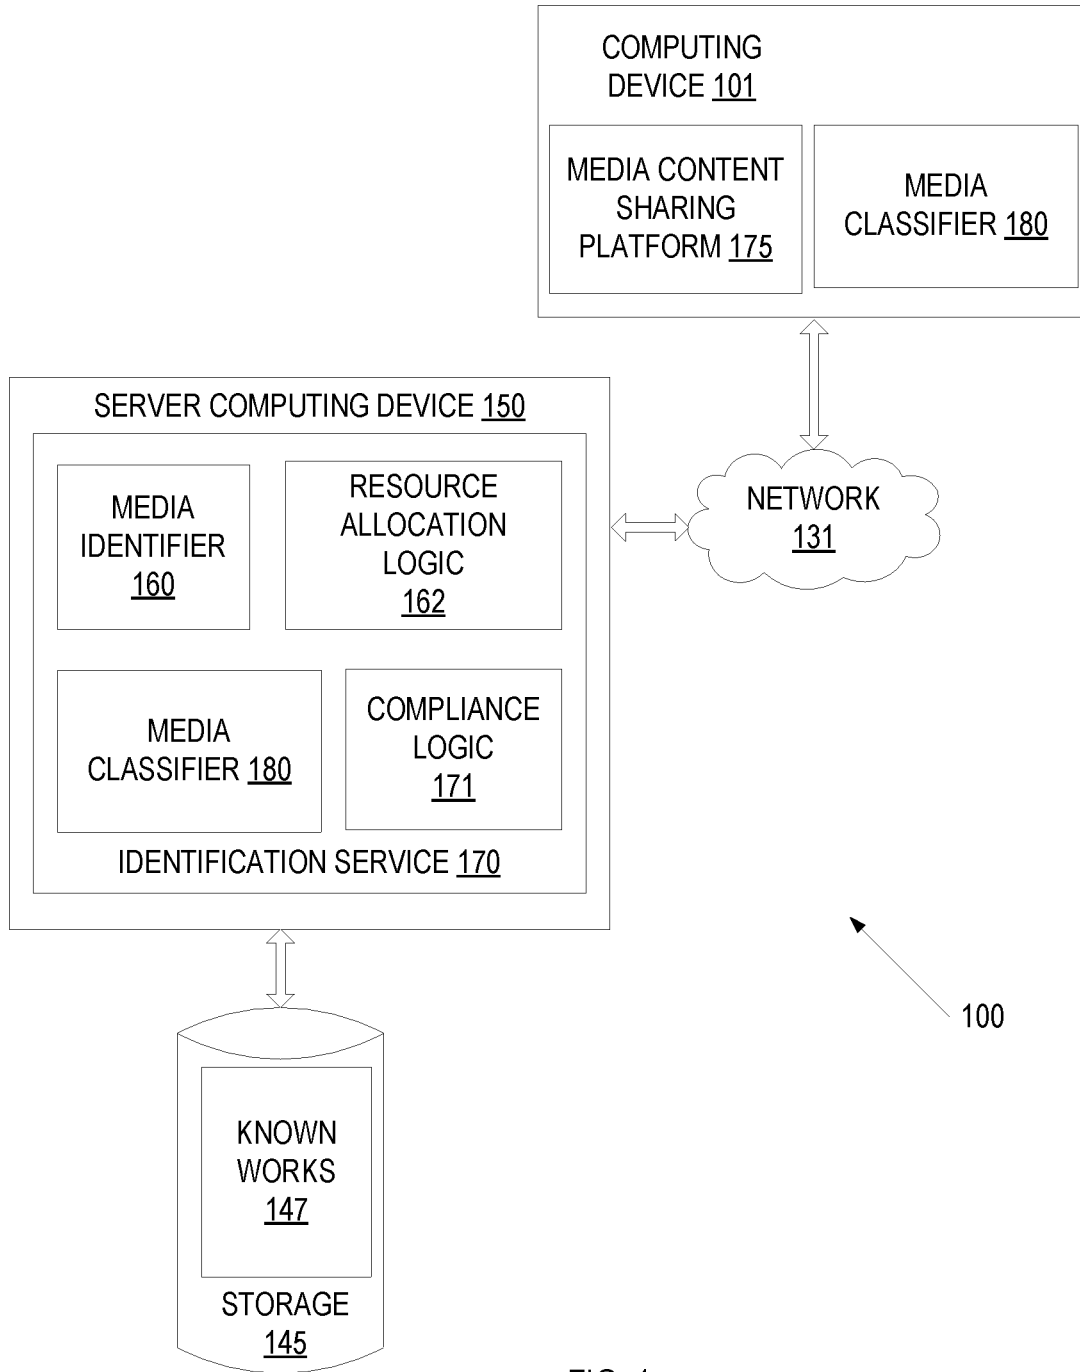 COMPUTING
DEVICE 101
MEDIA CONTENT
SHARING
PLATFORM 175
MEDIA
CLASSIFIER 180
SERVER COMPUTING DEVICE 150
MEDIA
IDENTIFIER
160
RESOURCE
ALLOCATION
LOGIC
162
NETWORK
131
MEDIA
CLASSIFIER 180
COMPLIANCE
LOGIC
171
IDENTIFICATION SERVICE 170
100
KNOWN
WORKS
147
STORAGE
145